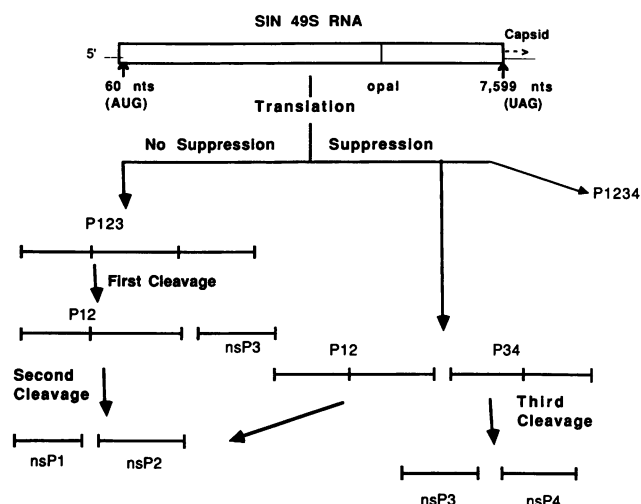 SIN 49S RNA
Capsid
5'
60 nts
(AUG)
opal
7,599 nts
(UAG)
Translation
No Suppression
Suppression
P1234
P123
First Cleavage
P12
nsP3
P12
P34
Second
Cleavage
Third
Cleavage
nsP1
nsP2
nsP3
nsP4